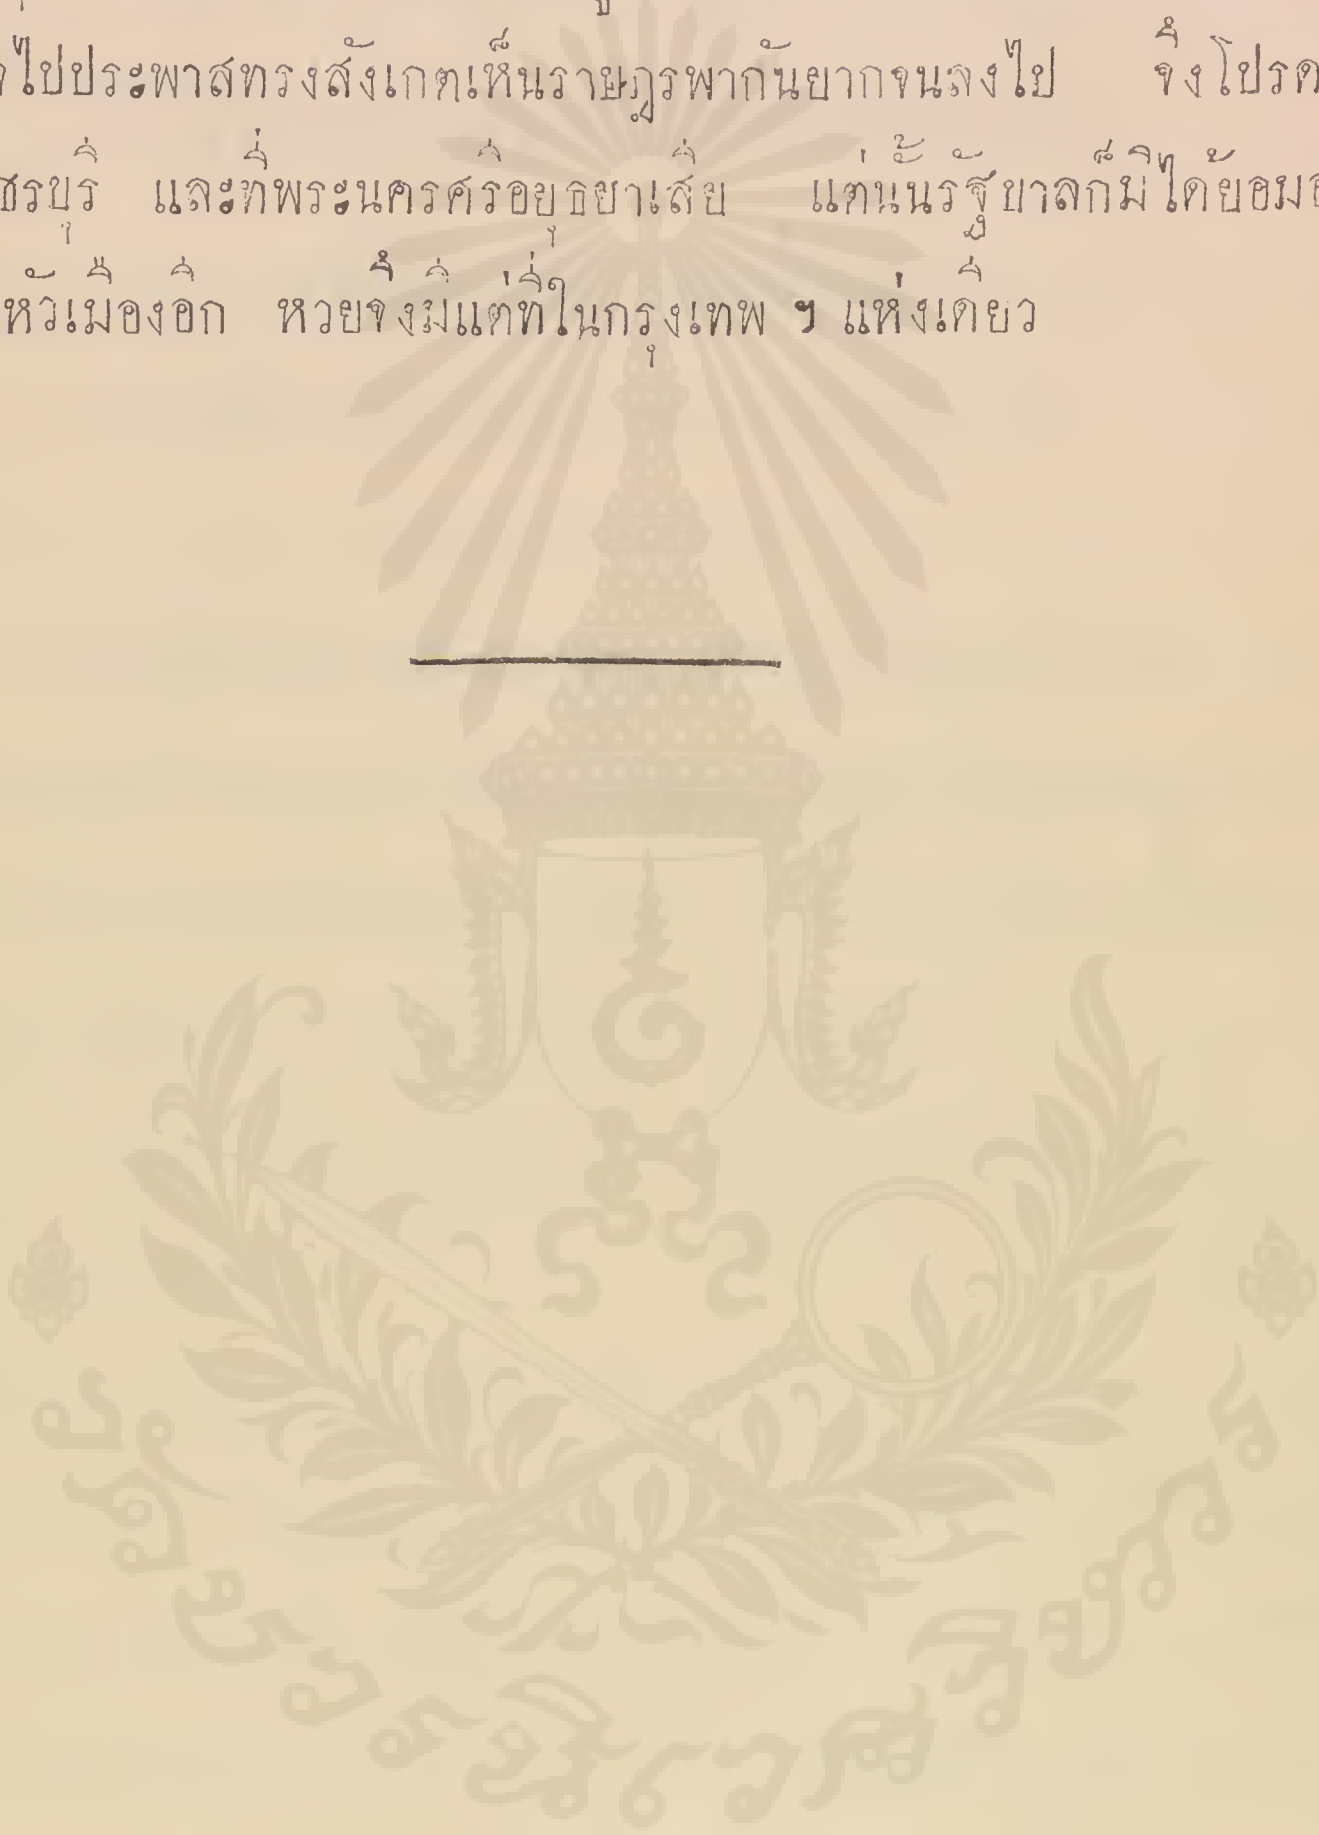 ไปประพาสทรงสังเกตเห็นราษฎรพากันยากจนลงไป จึงโปรด
และที่พระนครศรีอยุธยาเสีย แต่นั้นรัฐบาลก็มิได้ยอม
หัวเมืองอีก หวยจึงมีแต่ที่ในกรุงเทพ ฯ แห่งเดียว